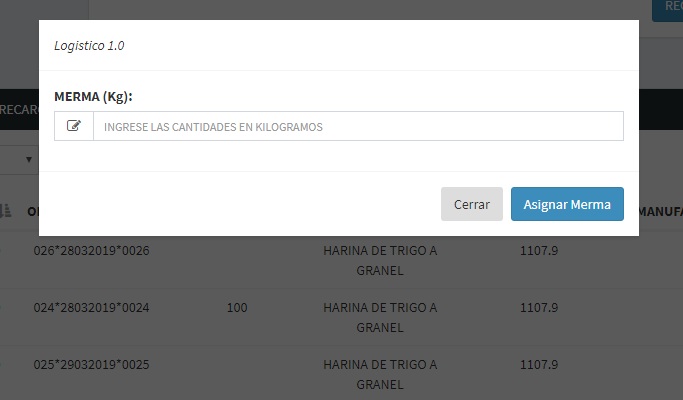 REC
Logistico 1.0
MERMA (Kg):
RECAR
INGRESE LAS CANTIDADES EN KILOGRAMOS
Cerrar
Asignar Merma
MANUFA
026*28032019*0026 HARINA DE TRIGO A 1107.9
GRANEL
024*28032019*0024 100 HARINA DE TRIGO A 1107.9
GRANEL
025*29032019*0025 HARINA DE TRIGO A 1107.9
GRANEL